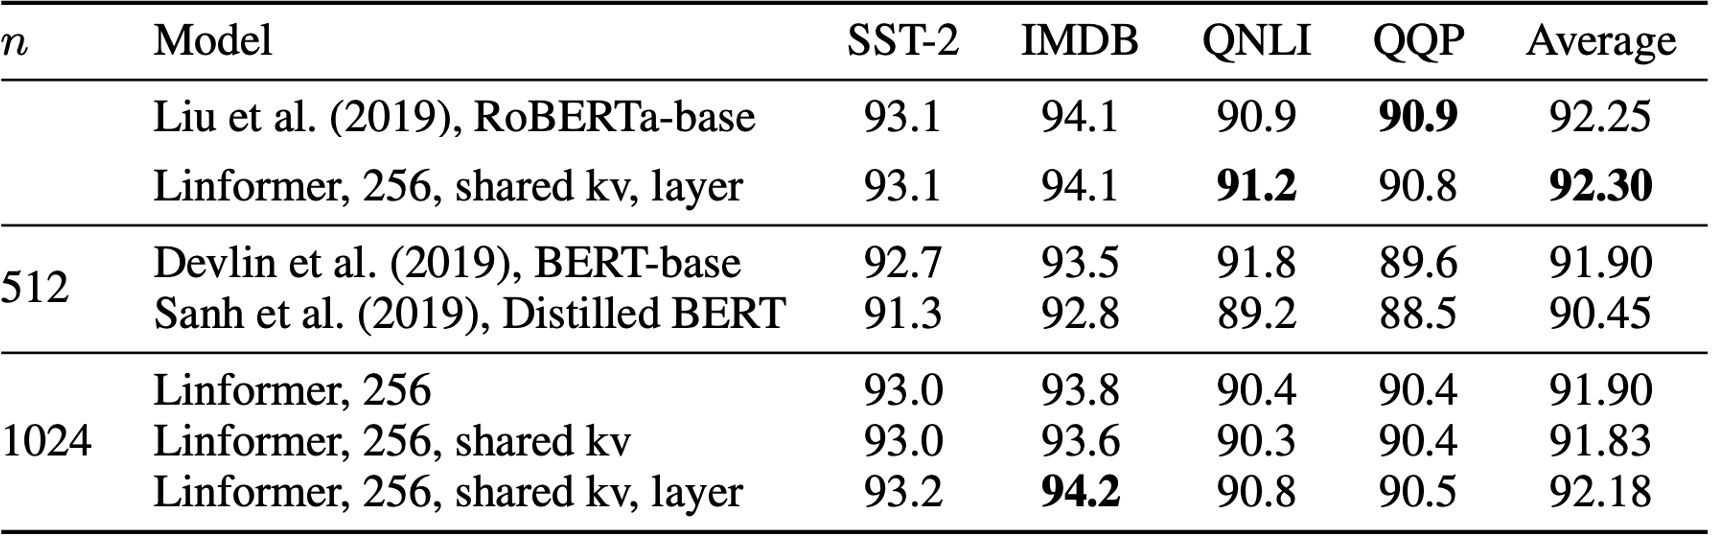 n Model SST-2 IMDB QNLI QQP Average
Liu et al. (2019), RoBERTa-base 93.1 94.1 90.9 90.9 92.25
Linformer, 256, shared kv, layer 93.1 94.1 91.2 90.8 92.30
512
Devlin et al. (2019), BERT-base 92.7 93.5 91.8 89.6 91.90
Sanh et al. (2019), Distilled BERT 91.3 92.8 89.2 88.5 90.45
Linformer, 256 93.0 93.8 90.4 90.4 91.90
1024 Linformer, 256, shared kv 93.0 93.6 90.3 90.4 91.83
Linformer, 256, shared kv, layer 93.2 94.2 90.8 90.5 92.18